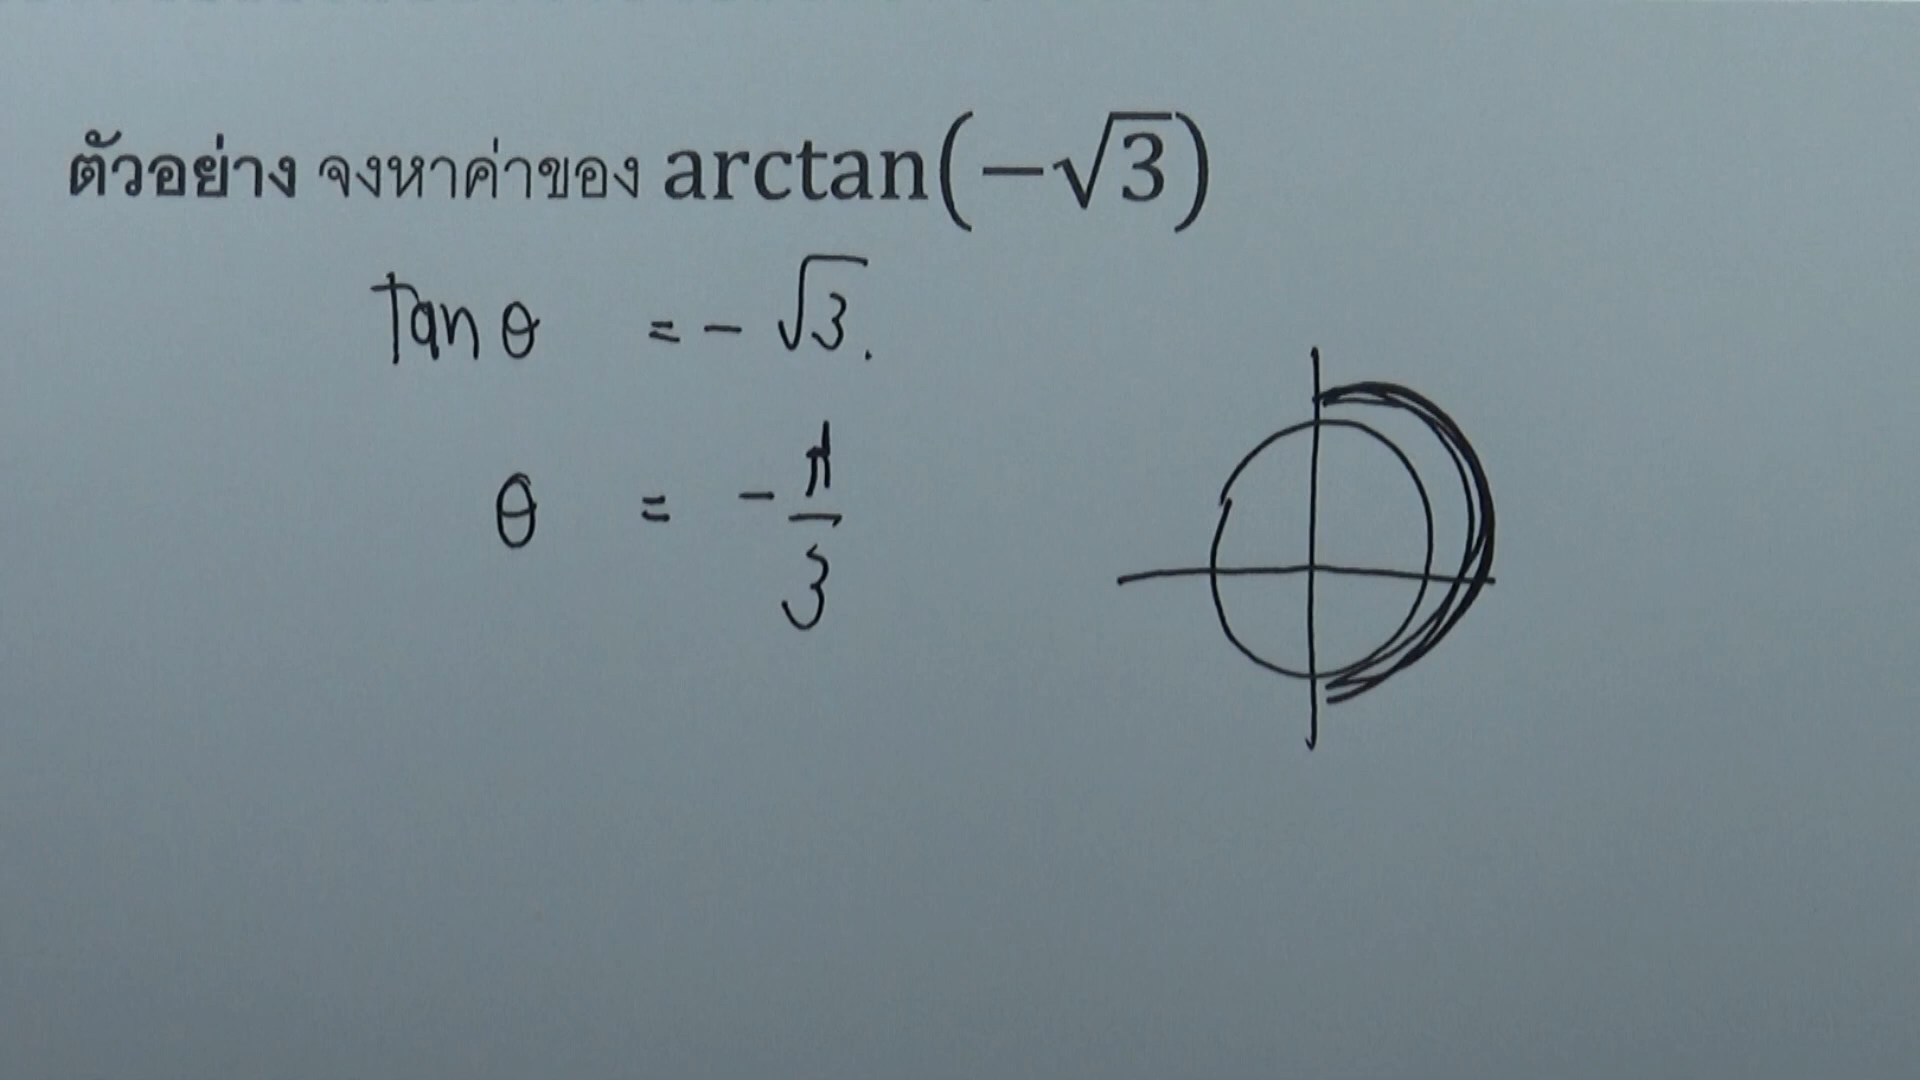 ตัวอย่าง จงหาค่าของ arctan(−√3)
tan θ = − √3.
θ = − π/3